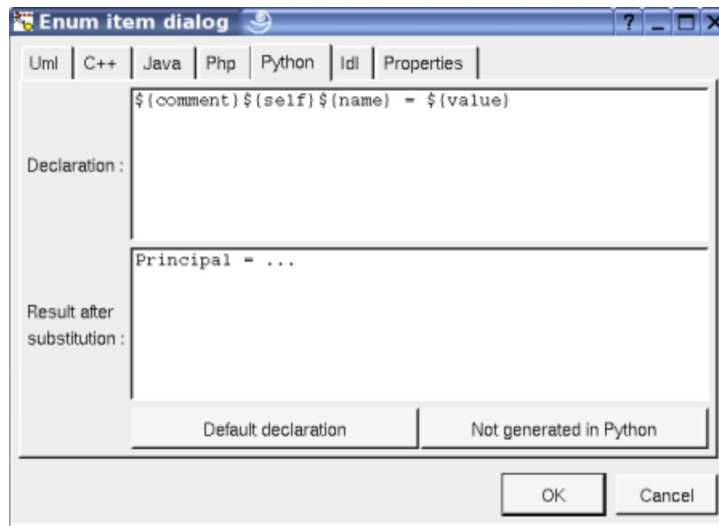 Enum item dialog
Uml C++ Java Php Python Idl Properties
Declaration :
${comment}${self}${name} = ${value}
Result after
substitution :
Principal = ...
Default declaration Not generated in Python
OK Cancel